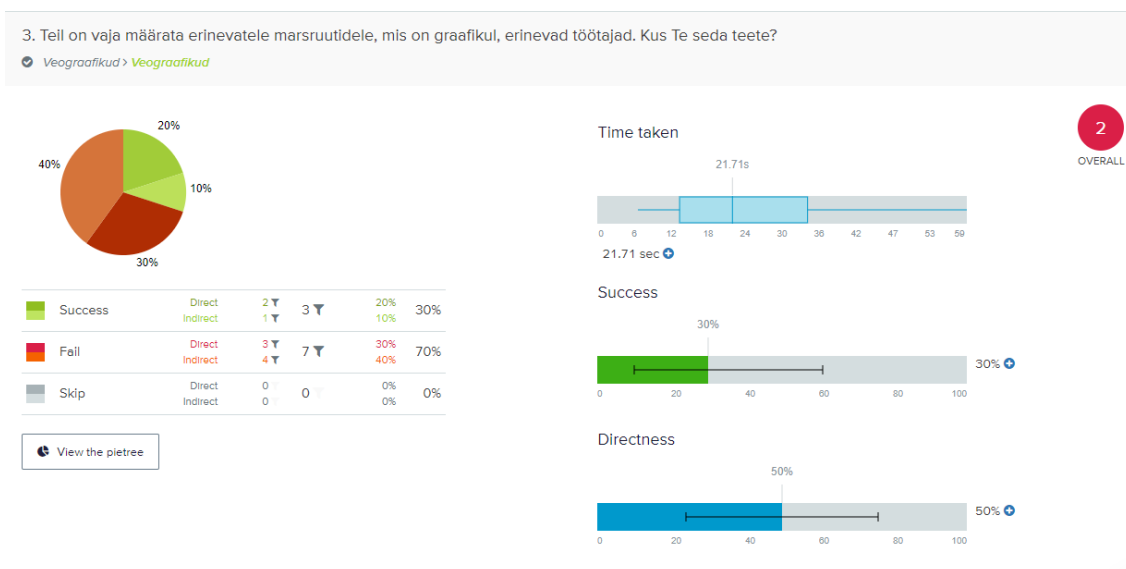 3. Teil on vaja määrata erinevatele marsruutidele, mis on graafikul, erinevad töötajad. Kus Te seda teete?
Veograafikud > Veograafikud
20%
40%
10%
30%
Success
Direct 2 20%
Indirect 1 10%
3 30%
Fail
Direct 3 30%
Indirect 4 40%
7 70%
Skip
Direct 0 0%
Indirect 0 0%
0 0%
View the pietree
Time taken
21.71s
0 6 12 18 24 30 36 42 47 53 59
21.71 sec
Success
30%
30%
0 20 40 60 80 100
Directness
50%
50%
0 20 40 60 80 100
2
OVERALL